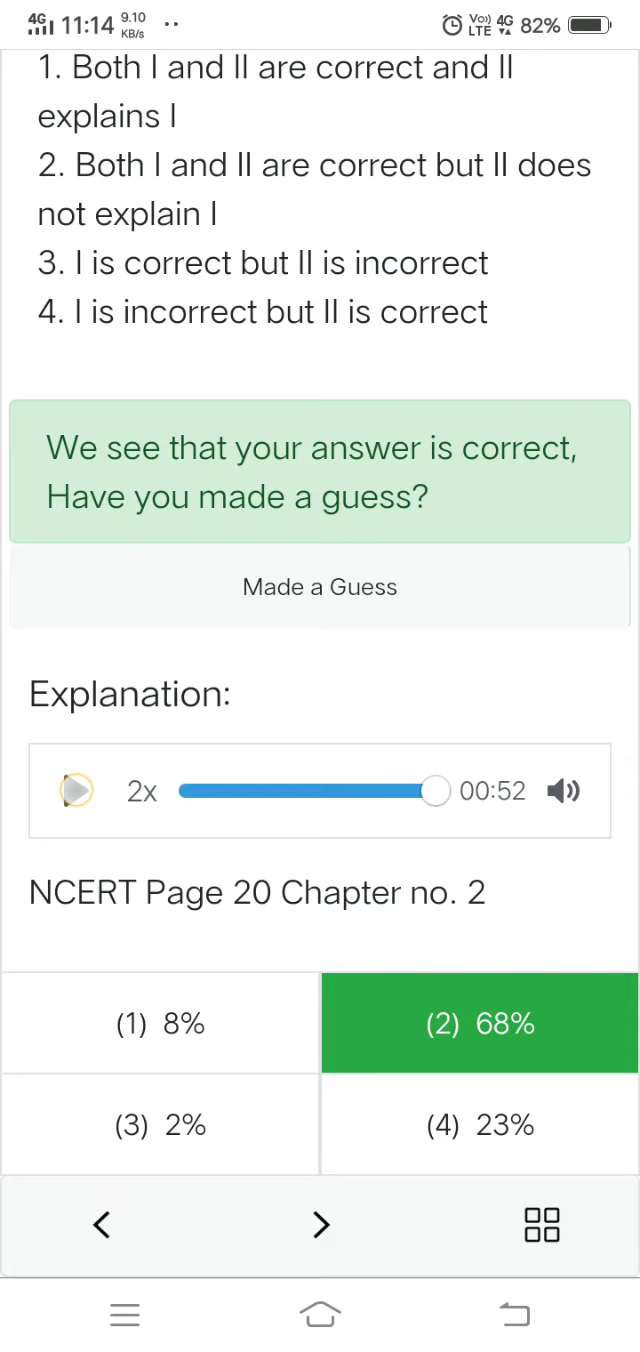 4G 11:14 9.10 KB/s VoLTE 4G 82%
1. Both I and II are correct and II
explains I
2. Both I and II are correct but II does
not explain I
3. I is correct but II is incorrect
4. I is incorrect but II is correct
We see that your answer is correct,
Have you made a guess?
Made a Guess
Explanation:
2x 00:52
NCERT Page 20 Chapter no. 2
(1) 8% (2) 68%
(3) 2% (4) 23%